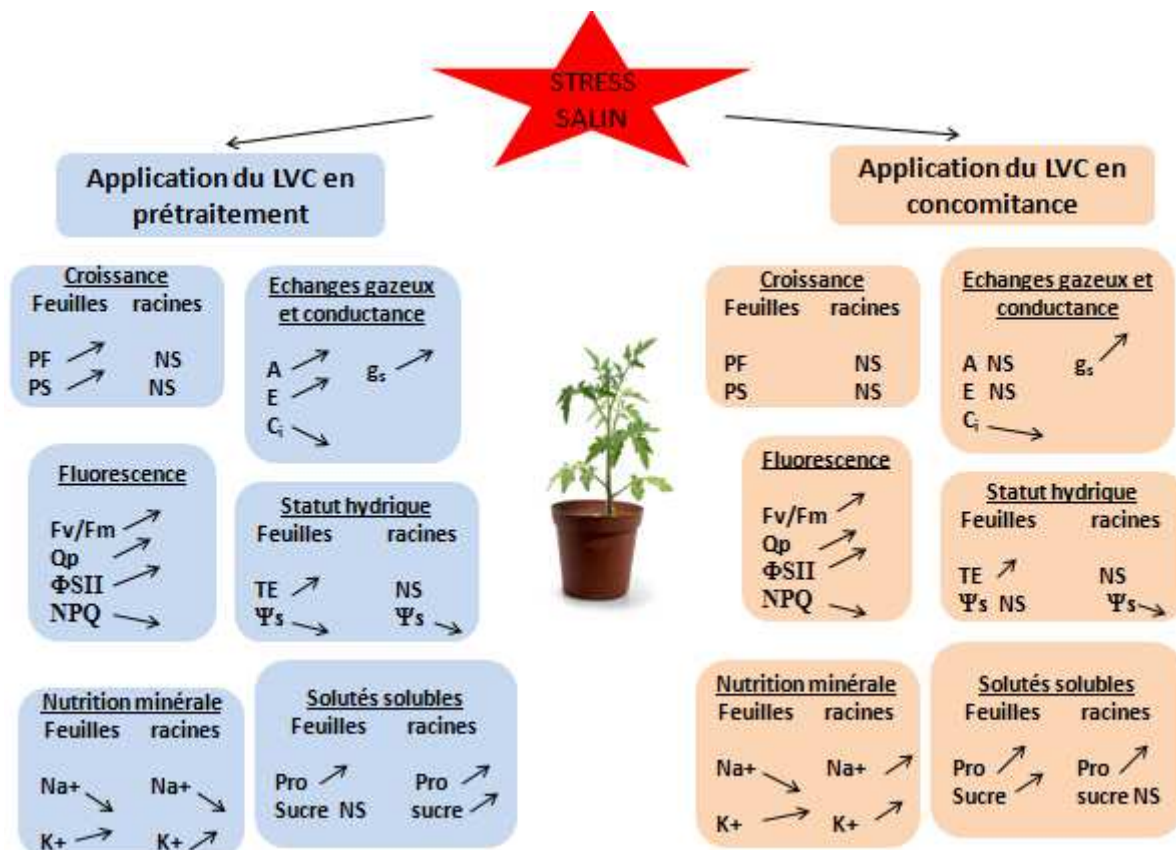 STRESS
SALIN
Application du LVC en
prétraitement
Croissance
Feuilles racines
PF NS
PS NS
Echanges gazeux
et conductance
A gs
E
Ci
Fluorescence
Fv/Fm
Qp
ΦSII
NPQ
Statut hydrique
Feuilles racines
TE NS
Ψs Ψs
Nutrition minérale
Feuilles racines
Na+ Na+
K+ K+
Solutés solubles
Feuilles racines
Pro Pro
Sucre NS sucre
Application du LVC en
concomitance
Croissance
Feuilles racines
PF NS
PS NS
Echanges gazeux et
conductance
A NS gs
E NS
Ci
Fluorescence
Fv/Fm
Qp
ΦSII
NPQ
Statut hydrique
Feuilles racines
TE NS
Ψs NS Ψs
Nutrition minérale
Feuilles racines
Na+ Na+
K+ K+
Solutés solubles
Feuilles racines
Pro Pro
Sucre sucre NS